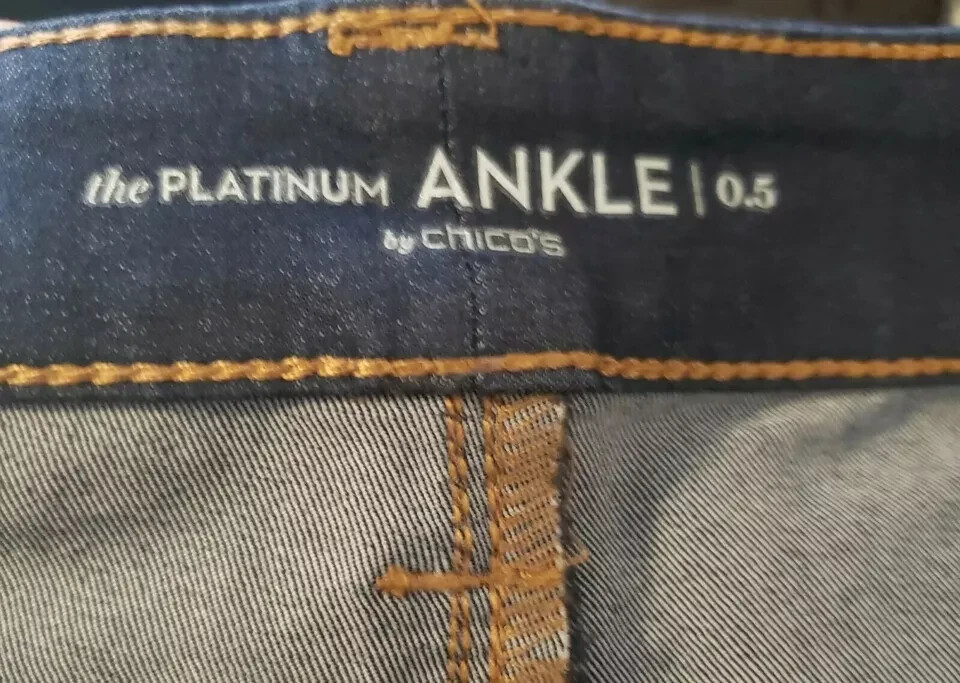 the PLATINUM ANKLE | 0.5
by chico's